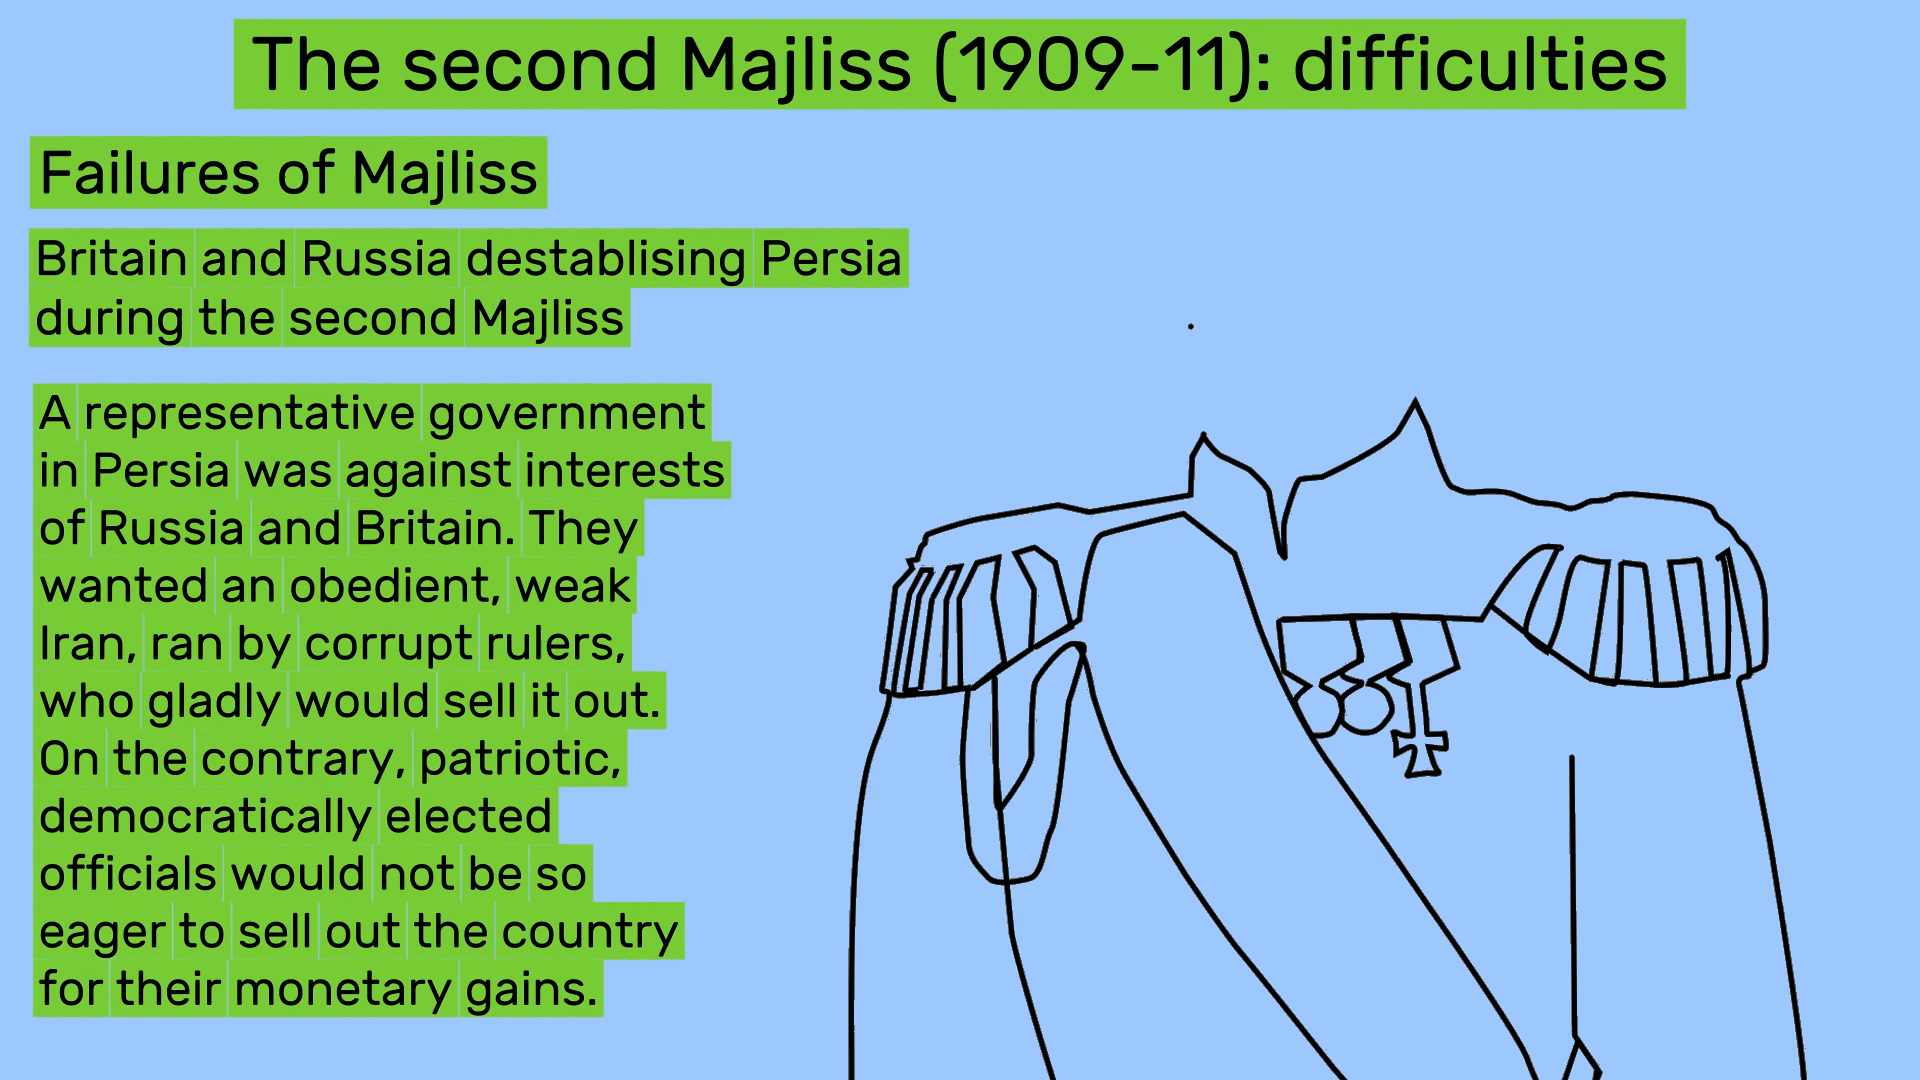 The second Majliss (1909-11): difficulties
Failures of Majliss
Britain and Russia destablising Persia
during the second Majliss
A representative government
in Persia was against interests
of Russia and Britain. They
wanted an obedient, weak
Iran, ran by corrupt rulers,
who gladly would sell it out.
On the contrary, patriotic,
democratically elected
officials would not be so
eager to sell out the country
for their monetary gains.